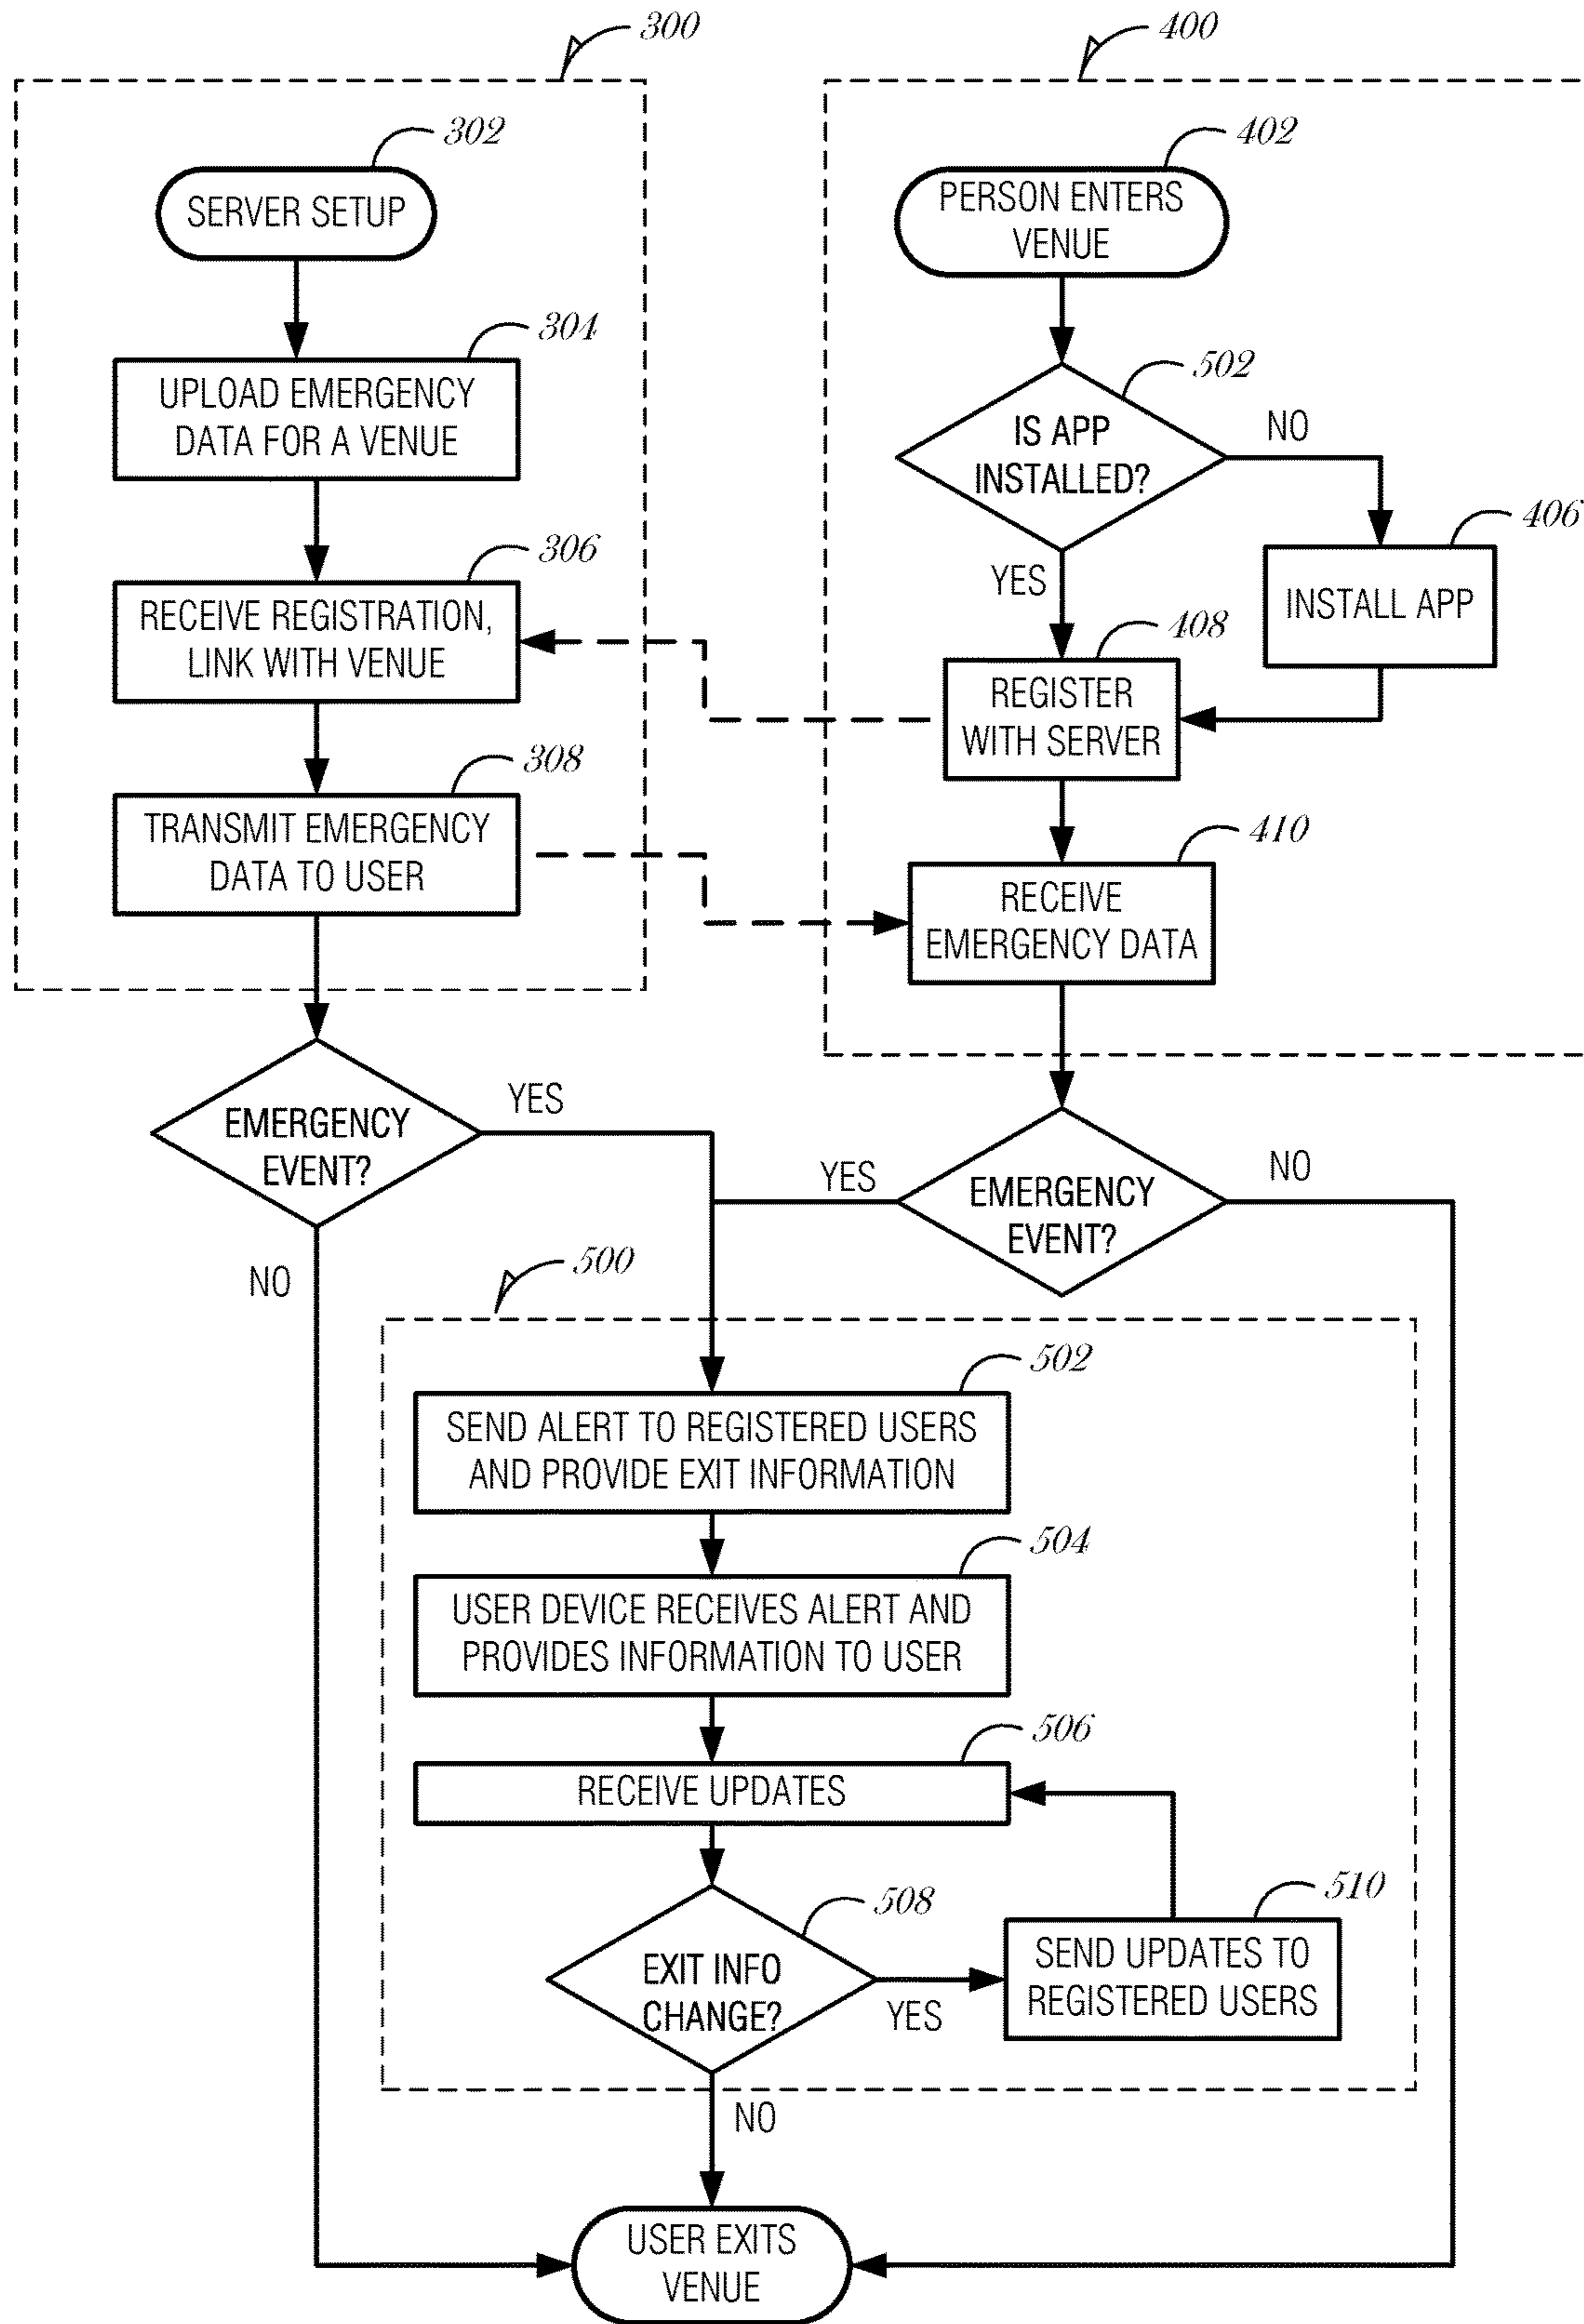 300
302
SERVER SETUP
304
UPLOAD EMERGENCY
DATA FOR A VENUE
306
RECEIVE REGISTRATION,
LINK WITH VENUE
308
TRANSMIT EMERGENCY
DATA TO USER
EMERGENCY
EVENT?
YES
NO
400
402
PERSON ENTERS
VENUE
502
IS APP
INSTALLED?
NO
YES
406
INSTALL APP
408
REGISTER
WITH SERVER
410
RECEIVE
EMERGENCY DATA
YES
EMERGENCY
EVENT?
NO
500
502
SEND ALERT TO REGISTERED USERS
AND PROVIDE EXIT INFORMATION
504
USER DEVICE RECEIVES ALERT AND
PROVIDES INFORMATION TO USER
506
RECEIVE UPDATES
508
EXIT INFO
CHANGE?
YES
510
SEND UPDATES TO
REGISTERED USERS
NO
USER EXITS
VENUE